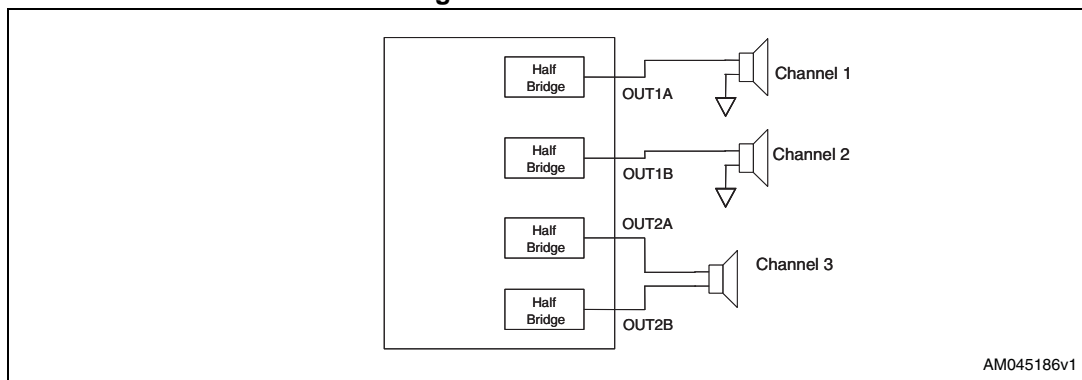 g
Half
Bridge
OUT1A
Channel 1
Half
Bridge
OUT1B
Channel 2
Half
Bridge
OUT2A
Channel 3
Half
Bridge
OUT2B
AM045186v1